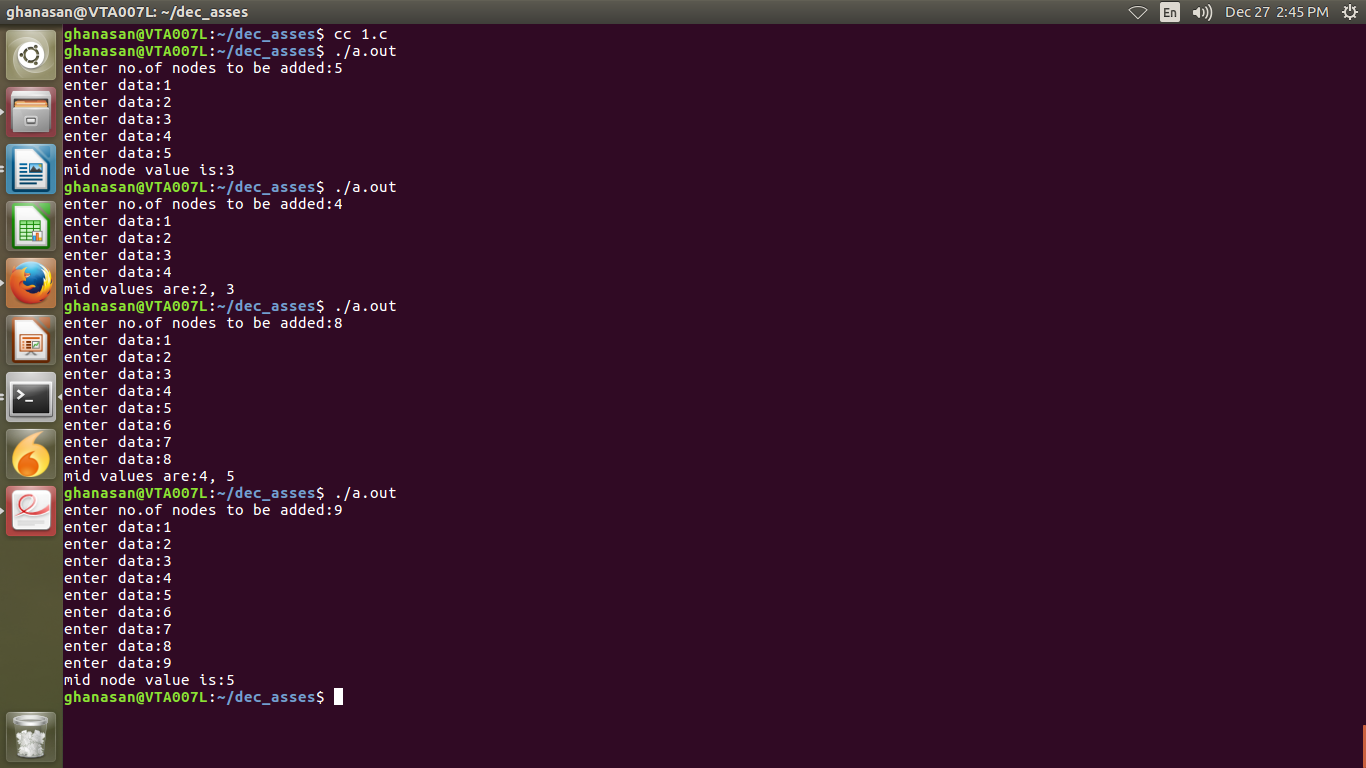 ghanasan@VTA007L: ~/dec_asses
En
Dec 27 2:45 PM
ghanasan@VTA007L:~/dec_asses$ cc 1.c
ghanasan@VTA007L:~/dec_asses$ ./a.out
enter no.of nodes to be added:5
enter data:1
enter data:2
enter data:3
enter data:4
enter data:5
mid node value is:3
ghanasan@VTA007L:~/dec_asses$ ./a.out
enter no.of nodes to be added:4
enter data:1
enter data:2
enter data:3
enter data:4
mid values are:2, 3
ghanasan@VTA007L:~/dec_asses$ ./a.out
enter no.of nodes to be added:8
enter data:1
enter data:2
enter data:3
enter data:4
enter data:5
enter data:6
enter data:7
enter data:8
mid values are:4, 5
ghanasan@VTA007L:~/dec_asses$ ./a.out
enter no.of nodes to be added:9
enter data:1
enter data:2
enter data:3
enter data:4
enter data:5
enter data:6
enter data:7
enter data:8
enter data:9
mid node value is:5
ghanasan@VTA007L:~/dec_asses$